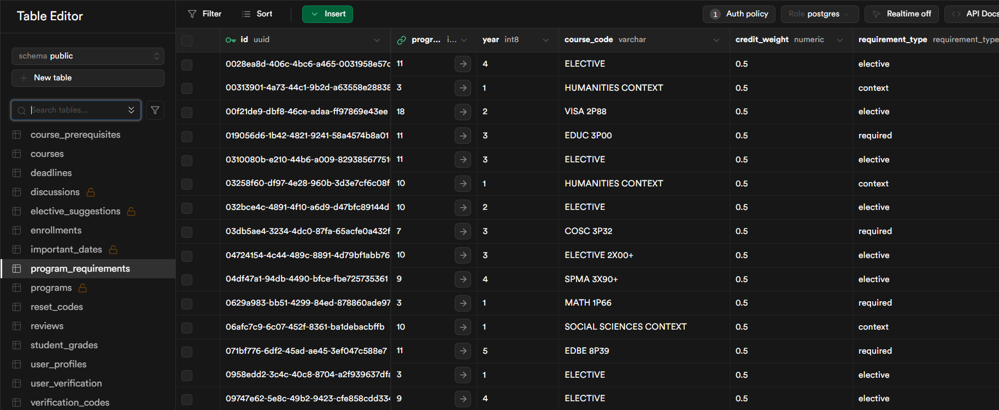 Table Editor
schema public
New table
Search tables...
course_prerequisites
courses
deadlines
discussions
elective_suggestions
enrollments
important_dates
program_requirements
programs
reset_codes
reviews
student_grades
user_profiles
user_verification
verification_codes
Filter Sort Insert 1 Auth policy Role postgres Realtime off API Docs
id uuid progr... i... year int8 course_code varchar credit_weight numeric requirement_type requirement_type
0028ea8d-406c-4bc6-a465-0031958e57c 11 4 ELECTIVE 0.5 elective
00313901-4a73-44c1-9b2d-a63558e28838 3 1 HUMANITIES CONTEXT 0.5 context
00f21de9-dbf8-46ce-adaa-ff97869e43ee 18 2 VISA 2P88 0.5 elective
019056d6-1b42-4821-9241-58a4574b8a01 11 3 EDUC 3P00 0.5 required
0310080b-e210-44b6-a009-829385677510 11 3 ELECTIVE 0.5 elective
03258f60-df97-4e28-960b-3d3e7cf6c08f 10 1 HUMANITIES CONTEXT 0.5 context
032bce4c-4891-4f10-a6d9-d47bfc89144d 10 2 ELECTIVE 0.5 elective
03db5ae4-3234-4dc0-87fa-65acfe0a432f 7 3 COSC 3P32 0.5 required
04724154-4c44-489c-8891-4d79bf1abb76 10 3 ELECTIVE 2X00+ 0.5 elective
04df47a1-94db-4490-bfce-fbe725735361 9 4 SPMA 3X90+ 0.5 elective
0629a983-bb51-4299-84ed-878860ade97 3 1 MATH 1P66 0.5 required
06afc7c9-6c07-452f-8361-ba1debacbffb 10 1 SOCIAL SCIENCES CONTEXT 0.5 context
071bf776-6df2-45ad-ae45-3ef047c588e7 11 5 EDBE 8P39 0.5 required
0958edd2-3c4c-40c8-8704-a2f939637dfa 3 1 ELECTIVE 0.5 elective
09747e62-5e8c-49b2-9423-cfe858cdd334 9 4 ELECTIVE 0.5 elective